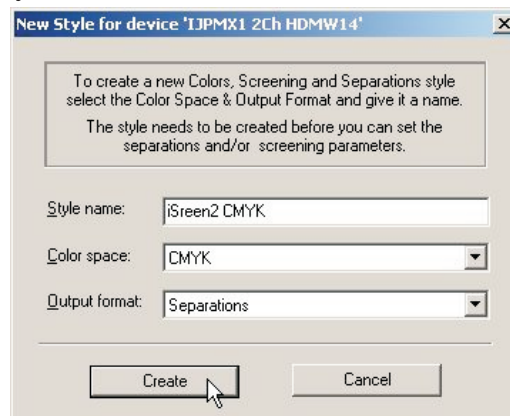 New Style for device 'IJPMX1 2Ch HDMW14'
To create a new Colors, Screening and Separations style
select the Color Space & Output Format and give it a name.
The style needs to be created before you can set the
separations and/or screening parameters.
Style name: iSreen2 CMYK
Color space: CMYK
Output format: Separations
Create Cancel